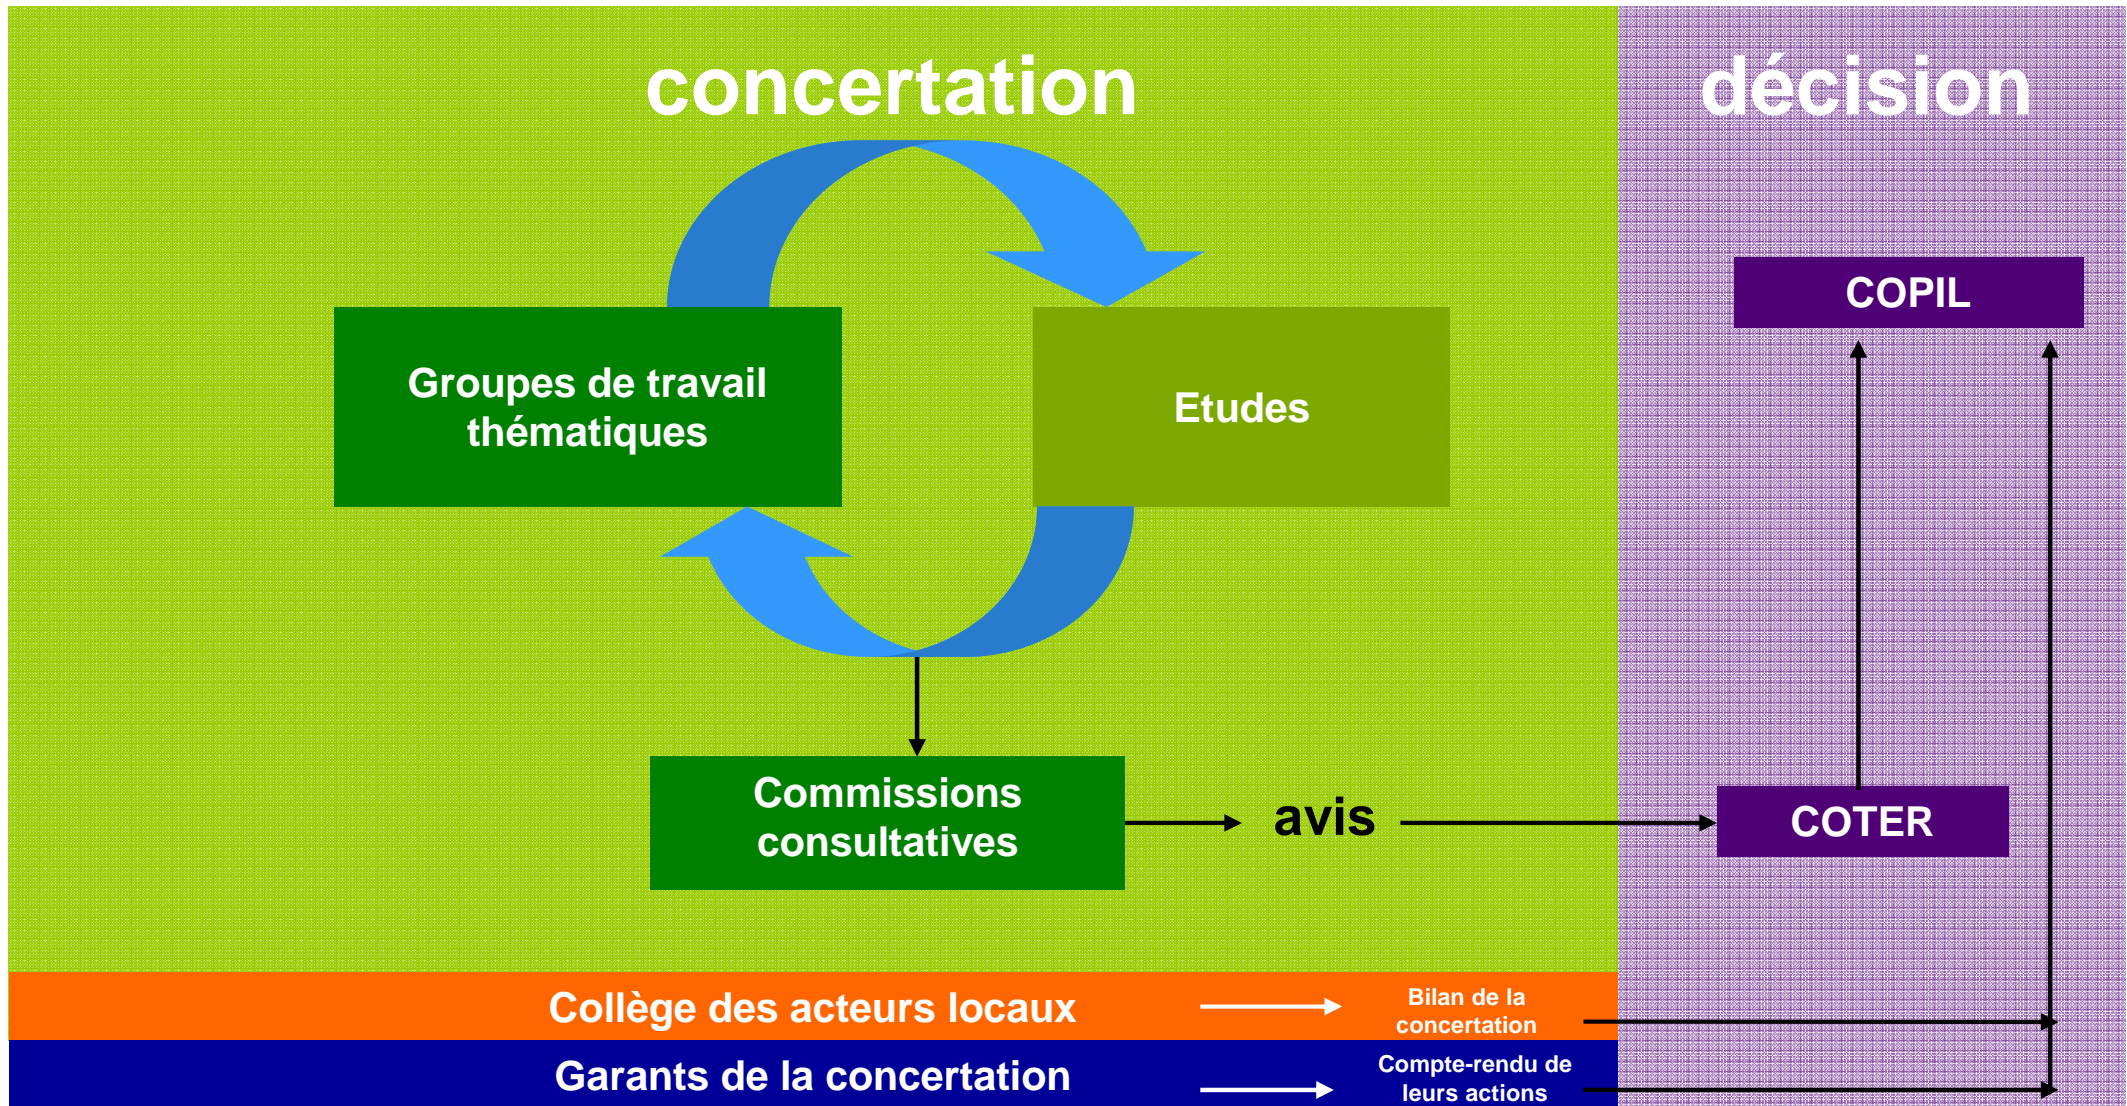 concertation
décision
COPIL
Groupes de travail
thématiques
Etudes
Commissions
consultatives
avis
COTER
Collège des acteurs locaux
Bilan de la
concertation
Garants de la concertation
Compte-rendu de
leurs actions